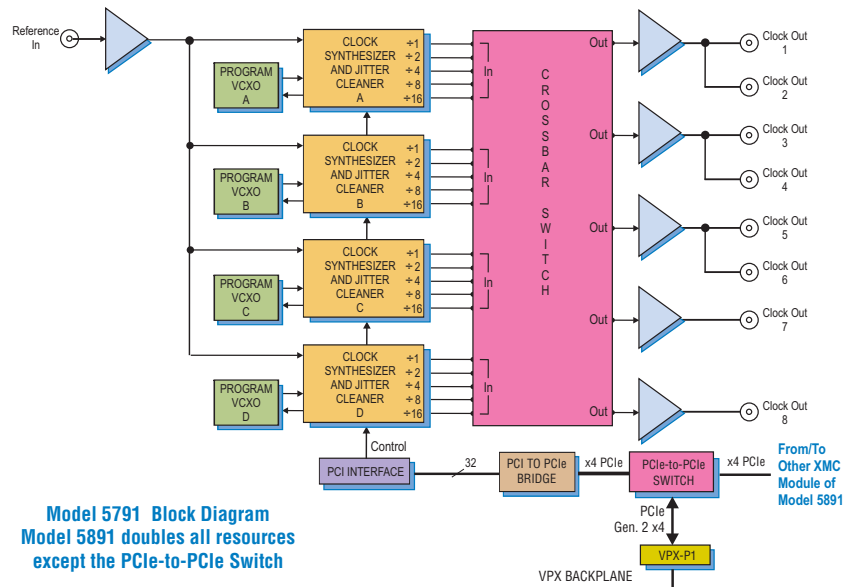 Reference
In
PROGRAM
VCXO
A
CLOCK
SYNTHESIZER
AND JITTER
CLEANER
A
÷1
÷2
÷4
÷8
÷16
In
PROGRAM
VCXO
B
CLOCK
SYNTHESIZER
AND JITTER
CLEANER
B
÷1
÷2
÷4
÷8
÷16
In
PROGRAM
VCXO
C
CLOCK
SYNTHESIZER
AND JITTER
CLEANER
C
÷1
÷2
÷4
÷8
÷16
In
PROGRAM
VCXO
D
CLOCK
SYNTHESIZER
AND JITTER
CLEANER
D
÷1
÷2
÷4
÷8
÷16
In
CROSSBAR SWITCH
Out
Out
Out
Out
Out
Clock Out
1
Clock Out
2
Clock Out
3
Clock Out
4
Clock Out
5
Clock Out
6
Clock Out
7
Clock Out
8
Control
PCI INTERFACE
32
PCI TO PCIe
BRIDGE
x4 PCIe
PCIe-to-PCIe
SWITCH
x4 PCIe
From/To
Other XMC
Module of
Model 5891
PCIe
Gen. 2 x4
VPX-P1
VPX BACKPLANE
Model 5791 Block Diagram
Model 5891 doubles all resources
except the PCIe-to-PCIe Switch